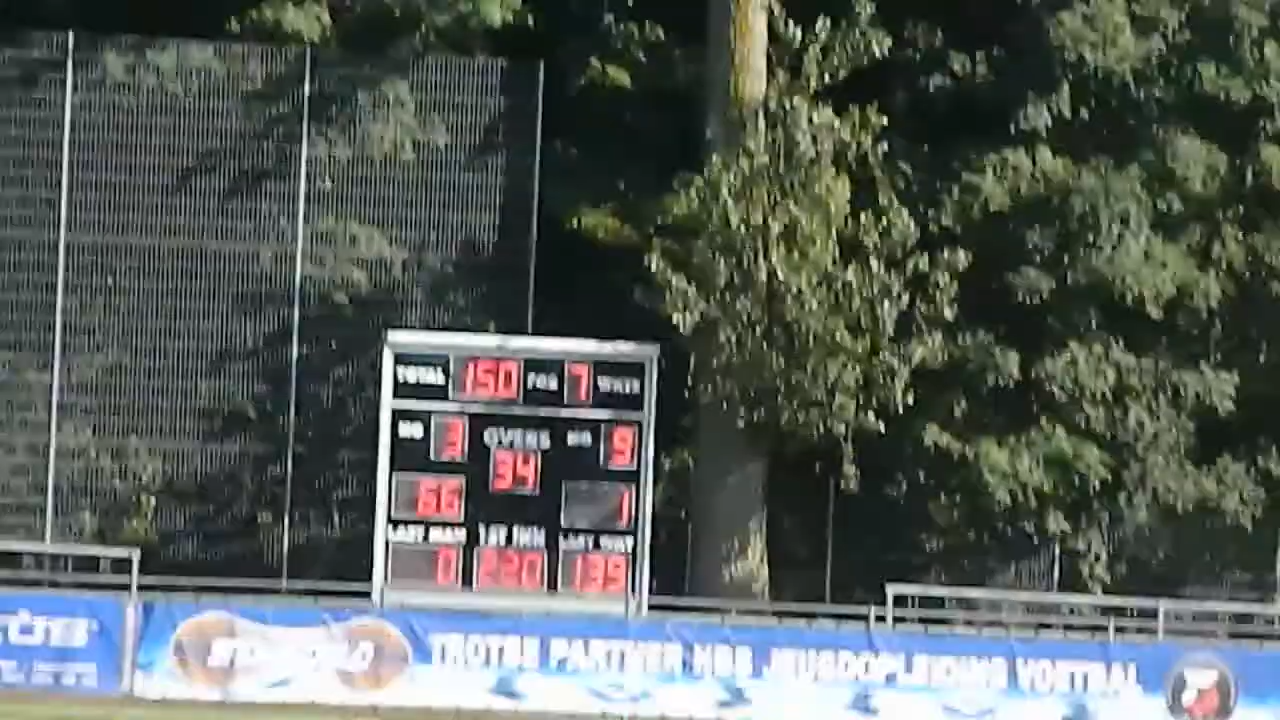 TOTAL 150 FOR 7 WKTS
NO 3 OVERS NO 9
34
66 1
LAST MAN 1ST INN LAST WKT
0 220 139
TROTSE PARTNER JEUGDOPLEIDING VOETBAL